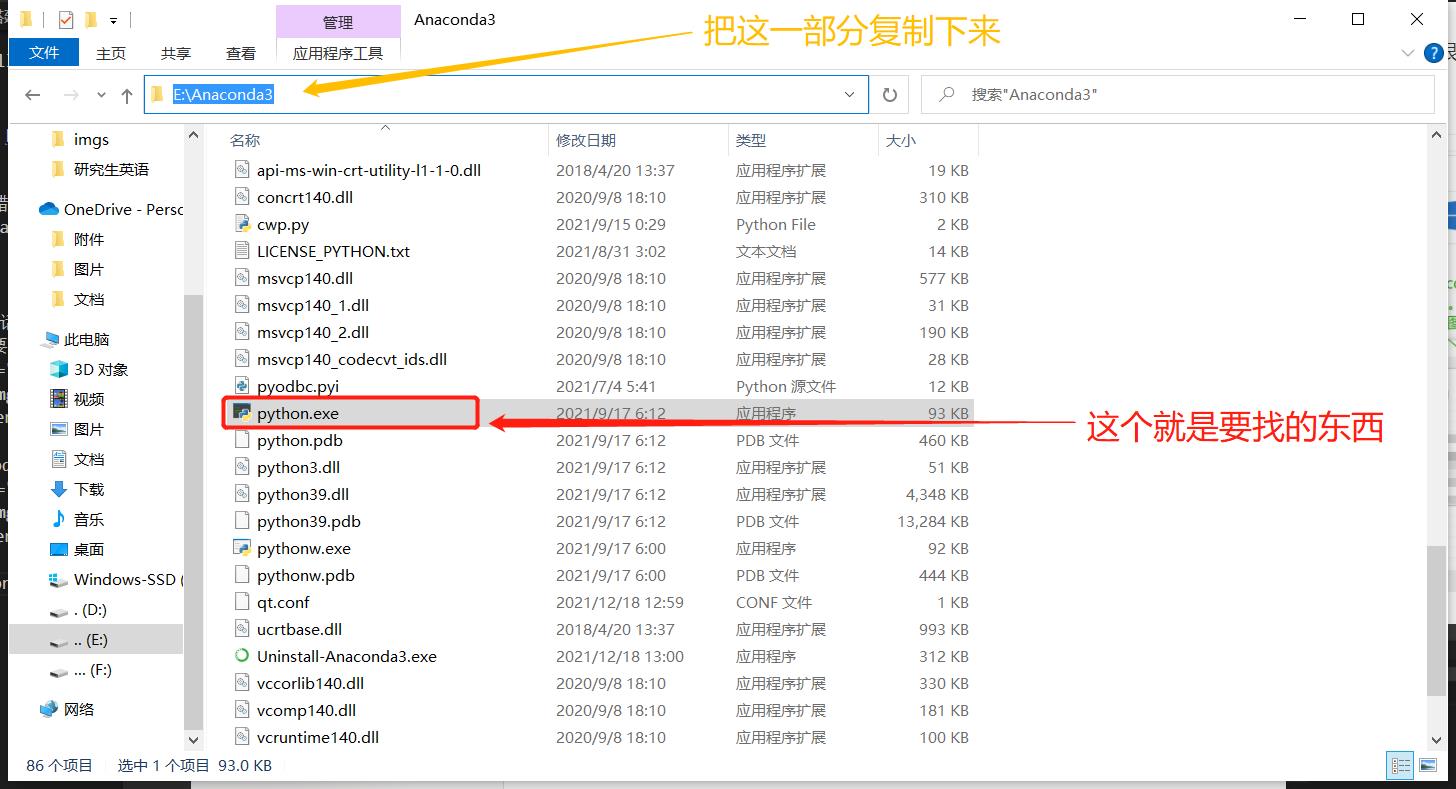 管理
Anaconda3
把这一部分复制下来
文件 主页 共享 查看 应用程序工具
E:\Anaconda3
搜索"Anaconda3"
imgs
研究生英语
OneDrive - Perso
附件
图片
文档
此电脑
3D 对象
视频
图片
文档
下载
音乐
桌面
Windows-SSD (
. (D:)
.. (E:)
... (F:)
网络
名称 修改日期 类型 大小
api-ms-win-crt-utility-l1-1-0.dll 2018/4/20 13:37 应用程序扩展 19 KB
concrt140.dll 2020/9/8 18:10 应用程序扩展 310 KB
cwp.py 2021/9/15 0:29 Python File 2 KB
LICENSE_PYTHON.txt 2021/8/31 3:02 文本文档 14 KB
msvcp140.dll 2020/9/8 18:10 应用程序扩展 577 KB
msvcp140_1.dll 2020/9/8 18:10 应用程序扩展 31 KB
msvcp140_2.dll 2020/9/8 18:10 应用程序扩展 190 KB
msvcp140_codecvt_ids.dll 2020/9/8 18:10 应用程序扩展 28 KB
pyodbc.pyi 2021/7/4 5:41 Python 源文件 12 KB
python.exe 2021/9/17 6:12 应用程序 93 KB
这个就是要找的东西
python.pdb 2021/9/17 6:12 PDB 文件 460 KB
python3.dll 2021/9/17 6:12 应用程序扩展 51 KB
python39.dll 2021/9/17 6:12 应用程序扩展 4,348 KB
python39.pdb 2021/9/17 6:12 PDB 文件 13,284 KB
pythonw.exe 2021/9/17 6:00 应用程序 92 KB
pythonw.pdb 2021/9/17 6:00 PDB 文件 444 KB
qt.conf 2021/12/18 12:59 CONF 文件 1 KB
ucrtbase.dll 2018/4/20 13:37 应用程序扩展 993 KB
Uninstall-Anaconda3.exe 2021/12/18 13:00 应用程序 312 KB
vccorlib140.dll 2020/9/8 18:10 应用程序扩展 330 KB
vcomp140.dll 2020/9/8 18:10 应用程序扩展 181 KB
vcruntime140.dll 2020/9/8 18:10 应用程序扩展 100 KB
86 个项目 选中 1 个项目 93.0 KB